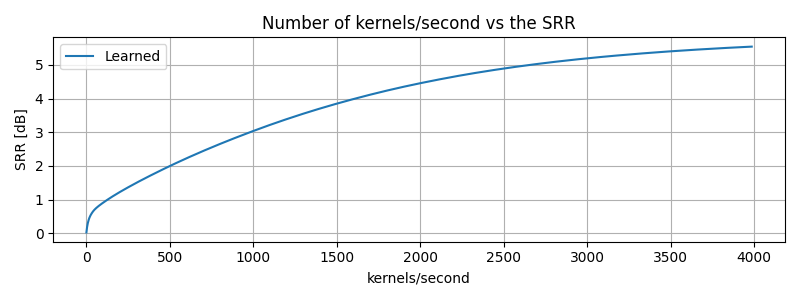 Number of kernels/second vs the SRR
Learned
SRR [dB]
5
4
3
2
1
0
0 500 1000 1500 2000 2500 3000 3500 4000
kernels/second